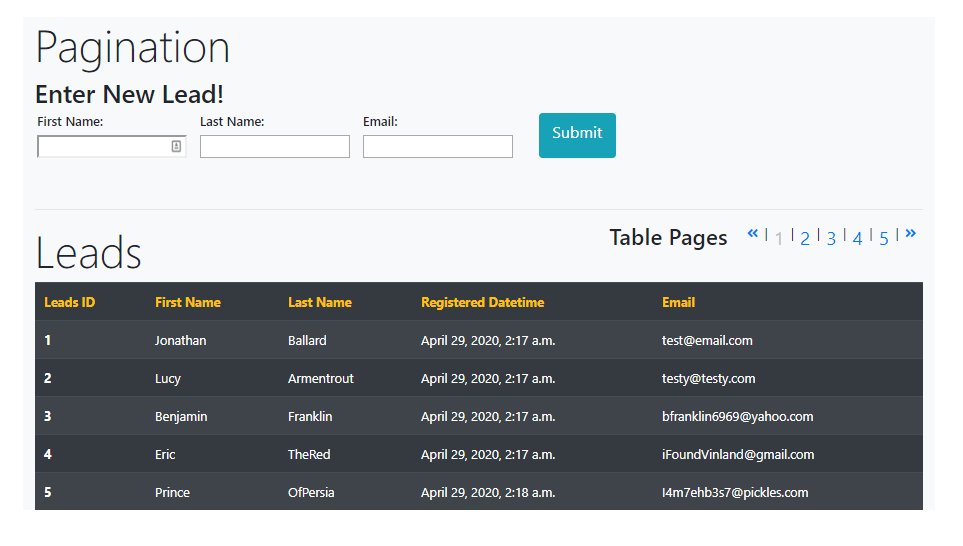 Pagination
Enter New Lead!
First Name: Last Name: Email:
Submit
Table Pages « | 1 | 2 | 3 | 4 | 5 | »
Leads
Leads ID First Name Last Name Registered Datetime Email
1 Jonathan Ballard April 29, 2020, 2:17 a.m. test@email.com
2 Lucy Armentrout April 29, 2020, 2:17 a.m. testy@testy.com
3 Benjamin Franklin April 29, 2020, 2:17 a.m. bfranklin6969@yahoo.com
4 Eric TheRed April 29, 2020, 2:17 a.m. iFoundVinland@gmail.com
5 Prince OfPersia April 29, 2020, 2:18 a.m. I4m7ehb3s7@pickles.com